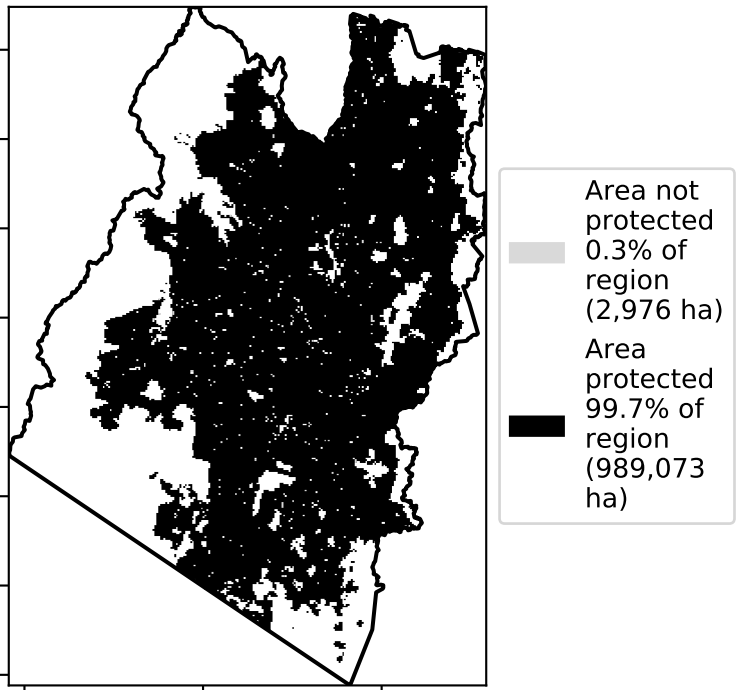 Area not
protected
0.3% of
region
(2,976 ha)
Area
protected
99.7% of
region
(989,073
ha)